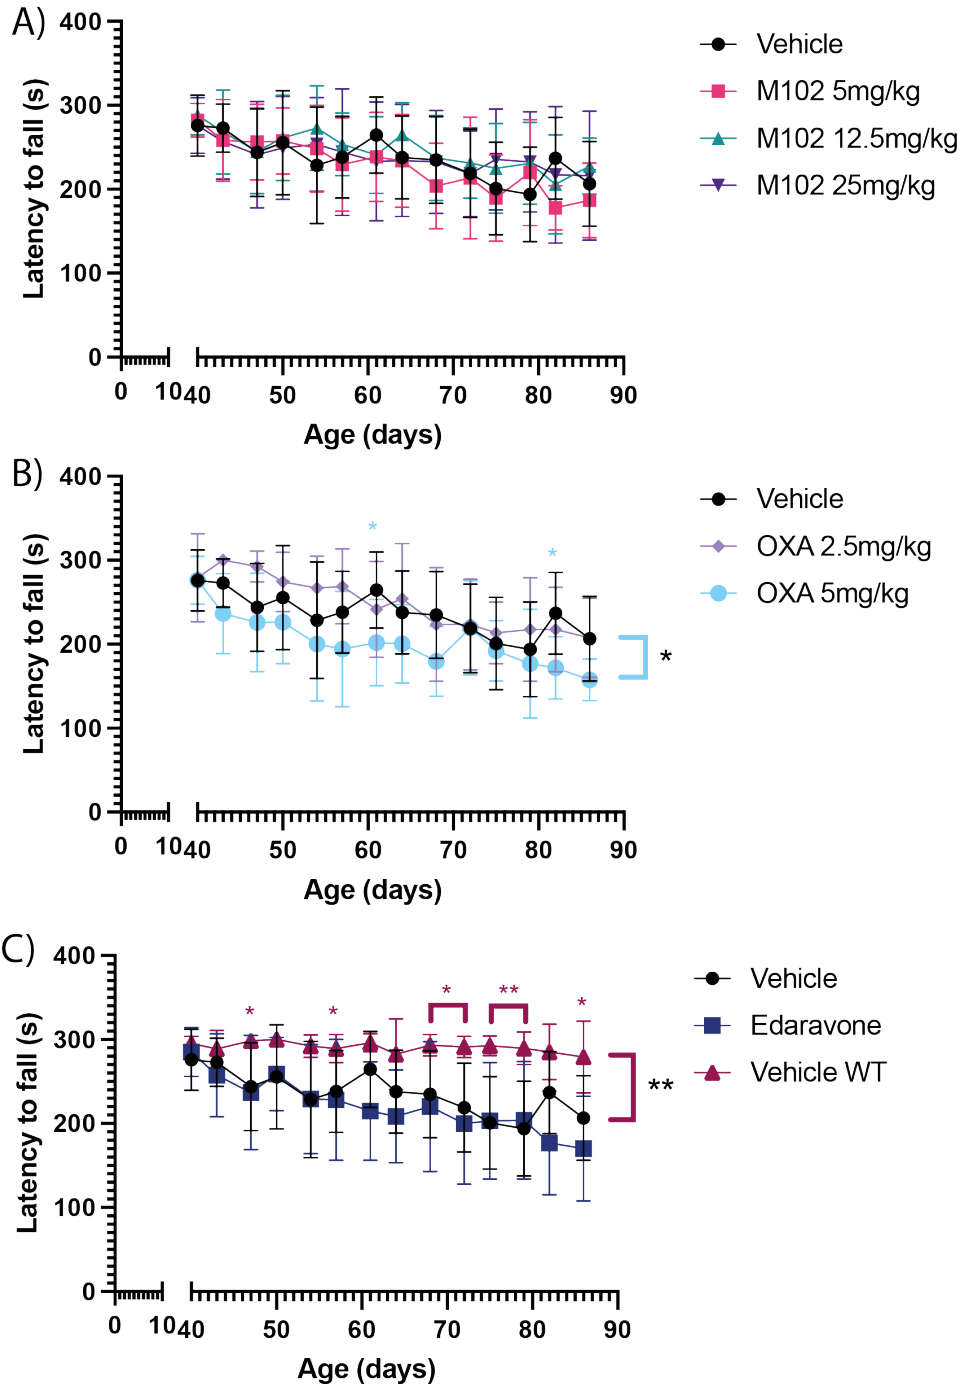 A)
400
300
200
100
0
Latency to fall (s)
0 10 40 50 60 70 80 90
Age (days)
Vehicle
M102 5mg/kg
M102 12.5mg/kg
M102 25mg/kg
B)
400
300
200
100
0
Latency to fall (s)
* *
*
0 10 40 50 60 70 80 90
Age (days)
Vehicle
OXA 2.5mg/kg
OXA 5mg/kg
C)
400
300
200
100
0
Latency to fall (s)
* * * ** *
**
0 10 40 50 60 70 80 90
Age (days)
Vehicle
Edaravone
Vehicle WT